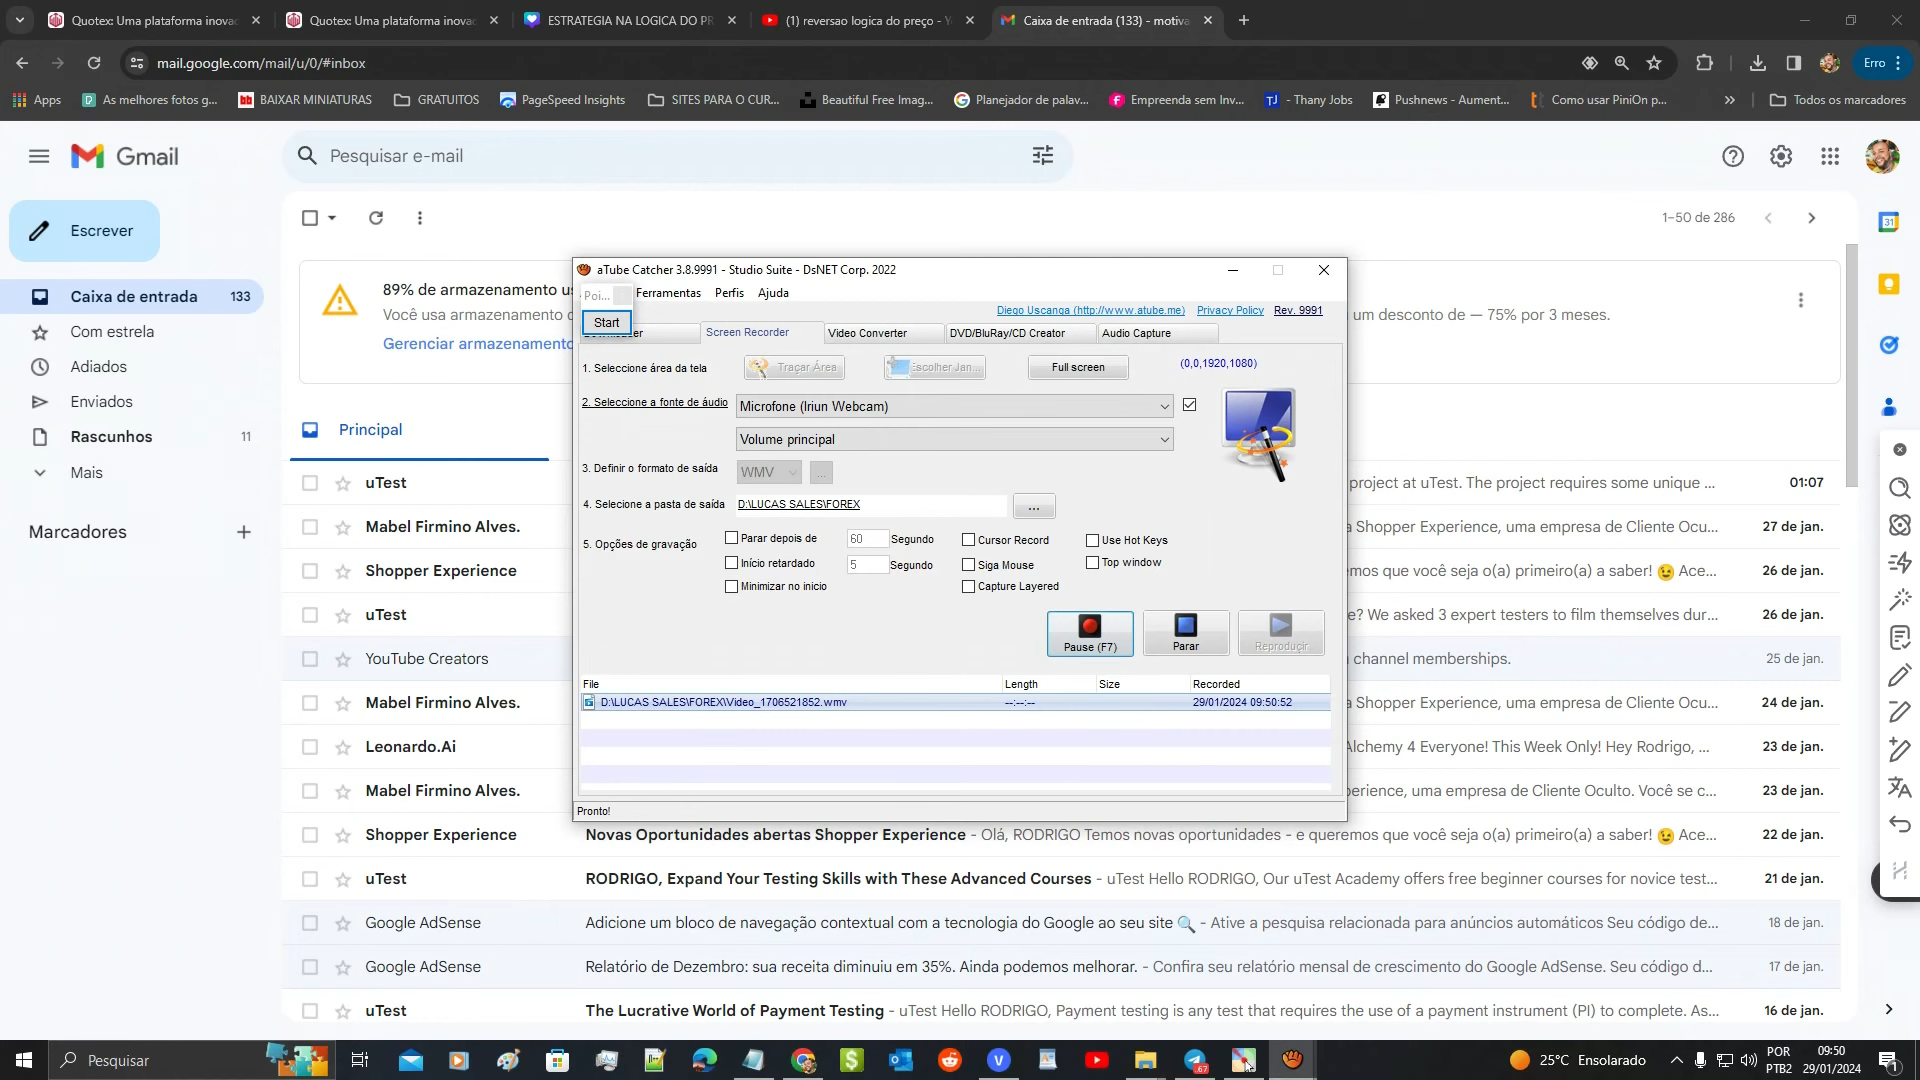 Quotex: Uma plataforma inova
Quotex: Uma plataforma inova
ESTRATEGIA NA LOGICA DO PR
(1) reversao logica do preço - Y
Caixa de entrada (133) - motiva
mail.google.com/mail/u/0/#inbox
Erro
Apps
As melhores fotos g...
BAIXAR MINIATURAS
GRATUITOS
PageSpeed Insights
SITES PARA O CUR...
Beautiful Free Imag...
Planejador de palav...
Empreenda sem Inv...
- Thany Jobs
Pushnews - Aument...
Como usar PiniOn p...
»
Todos os marcadores
Gmail
Pesquisar e-mail
Escrever
1–50 de 286
Caixa de entrada 133
Com estrela
Adiados
Enviados
Rascunhos 11
Mais
Marcadores
89% de armazenamento us
Você usa armazenamento d
um desconto de — 75% por 3 meses.
Gerenciar armazenamento
Principal
aTube Catcher 3.8.9991 - Studio Suite - DsNET Corp. 2022
Poi...
Ferramentas
Perfis
Ajuda
Start
Diego Uscanga (http://www.atube.me)
Privacy Policy
Rev. 9991
Screen Recorder
Video Converter
DVD/BluRay/CD Creator
Audio Capture
1. Seleccione área da tela
Traçar Área
Escolher Jan...
Full screen
(0,0,1920,1080)
2. Seleccione a fonte de áudio
Microfone (Iriun Webcam)
Volume principal
3. Definir o formato de saída
WMV
...
4. Selecione a pasta de saída
D:\LUCAS SALES\FOREX
...
5. Opções de gravação
Parar depois de
60
Segundo
Cursor Record
Use Hot Keys
Início retardado
5
Segundo
Siga Mouse
Top window
Minimizar no inicio
Capture Layered
Pause (F7)
Parar
Reproduçir
File
Length
Size
Recorded
D:\LUCAS SALES\FOREX\Video_1706521852.wmv
--:--:--
29/01/2024 09:50:52
Pronto!
uTest
project at uTest. The project requires some unique ...
01:07
Mabel Firmino Alves.
a Shopper Experience, uma empresa de Cliente Ocu...
27 de jan.
Shopper Experience
mos que você seja o(a) primeiro(a) a saber! 😉 Ace...
26 de jan.
uTest
e? We asked 3 expert testers to film themselves dur...
26 de jan.
YouTube Creators
channel memberships.
25 de jan.
Mabel Firmino Alves.
a Shopper Experience, uma empresa de Cliente Ocu...
24 de jan.
Leonardo.Ai
Alchemy 4 Everyone! This Week Only! Hey Rodrigo, ...
23 de jan.
Mabel Firmino Alves.
perience, uma empresa de Cliente Oculto. Você se c...
23 de jan.
Shopper Experience
Novas Oportunidades abertas Shopper Experience - Olá, RODRIGO Temos novas oportunidades - e queremos que você seja o(a) primeiro(a) a saber! 😉 Ace...
22 de jan.
uTest
RODRIGO, Expand Your Testing Skills with These Advanced Courses - uTest Hello RODRIGO, Our uTest Academy offers free beginner courses for novice test...
21 de jan.
Google AdSense
Adicione um bloco de navegação contextual com a tecnologia do Google ao seu site 🔍 - Ative a pesquisa relacionada para anúncios automáticos Seu código de...
18 de jan.
Google AdSense
Relatório de Dezembro: sua receita diminuiu em 35%. Ainda podemos melhorar. - Confira seu relatório mensal de crescimento do Google AdSense. Seu código d...
17 de jan.
uTest
The Lucrative World of Payment Testing - uTest Hello RODRIGO, Payment testing is any test that requires the use of a payment instrument (PI) to complete. As...
16 de jan.
Pesquisar
25°C Ensolarado
POR
PTB2
09:50
29/01/2024